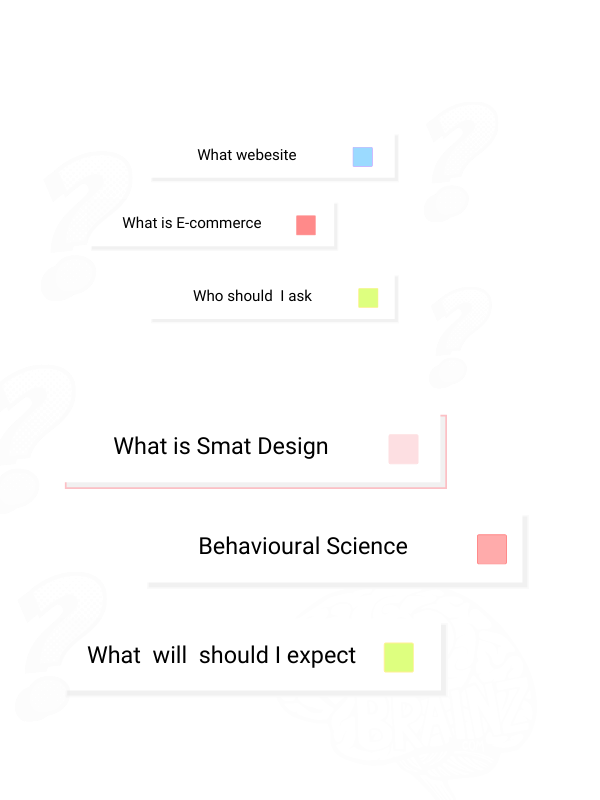 What webesite
What is E-commerce
Who should I ask
What is Smat Design
Behavioural Science
What will should I expect